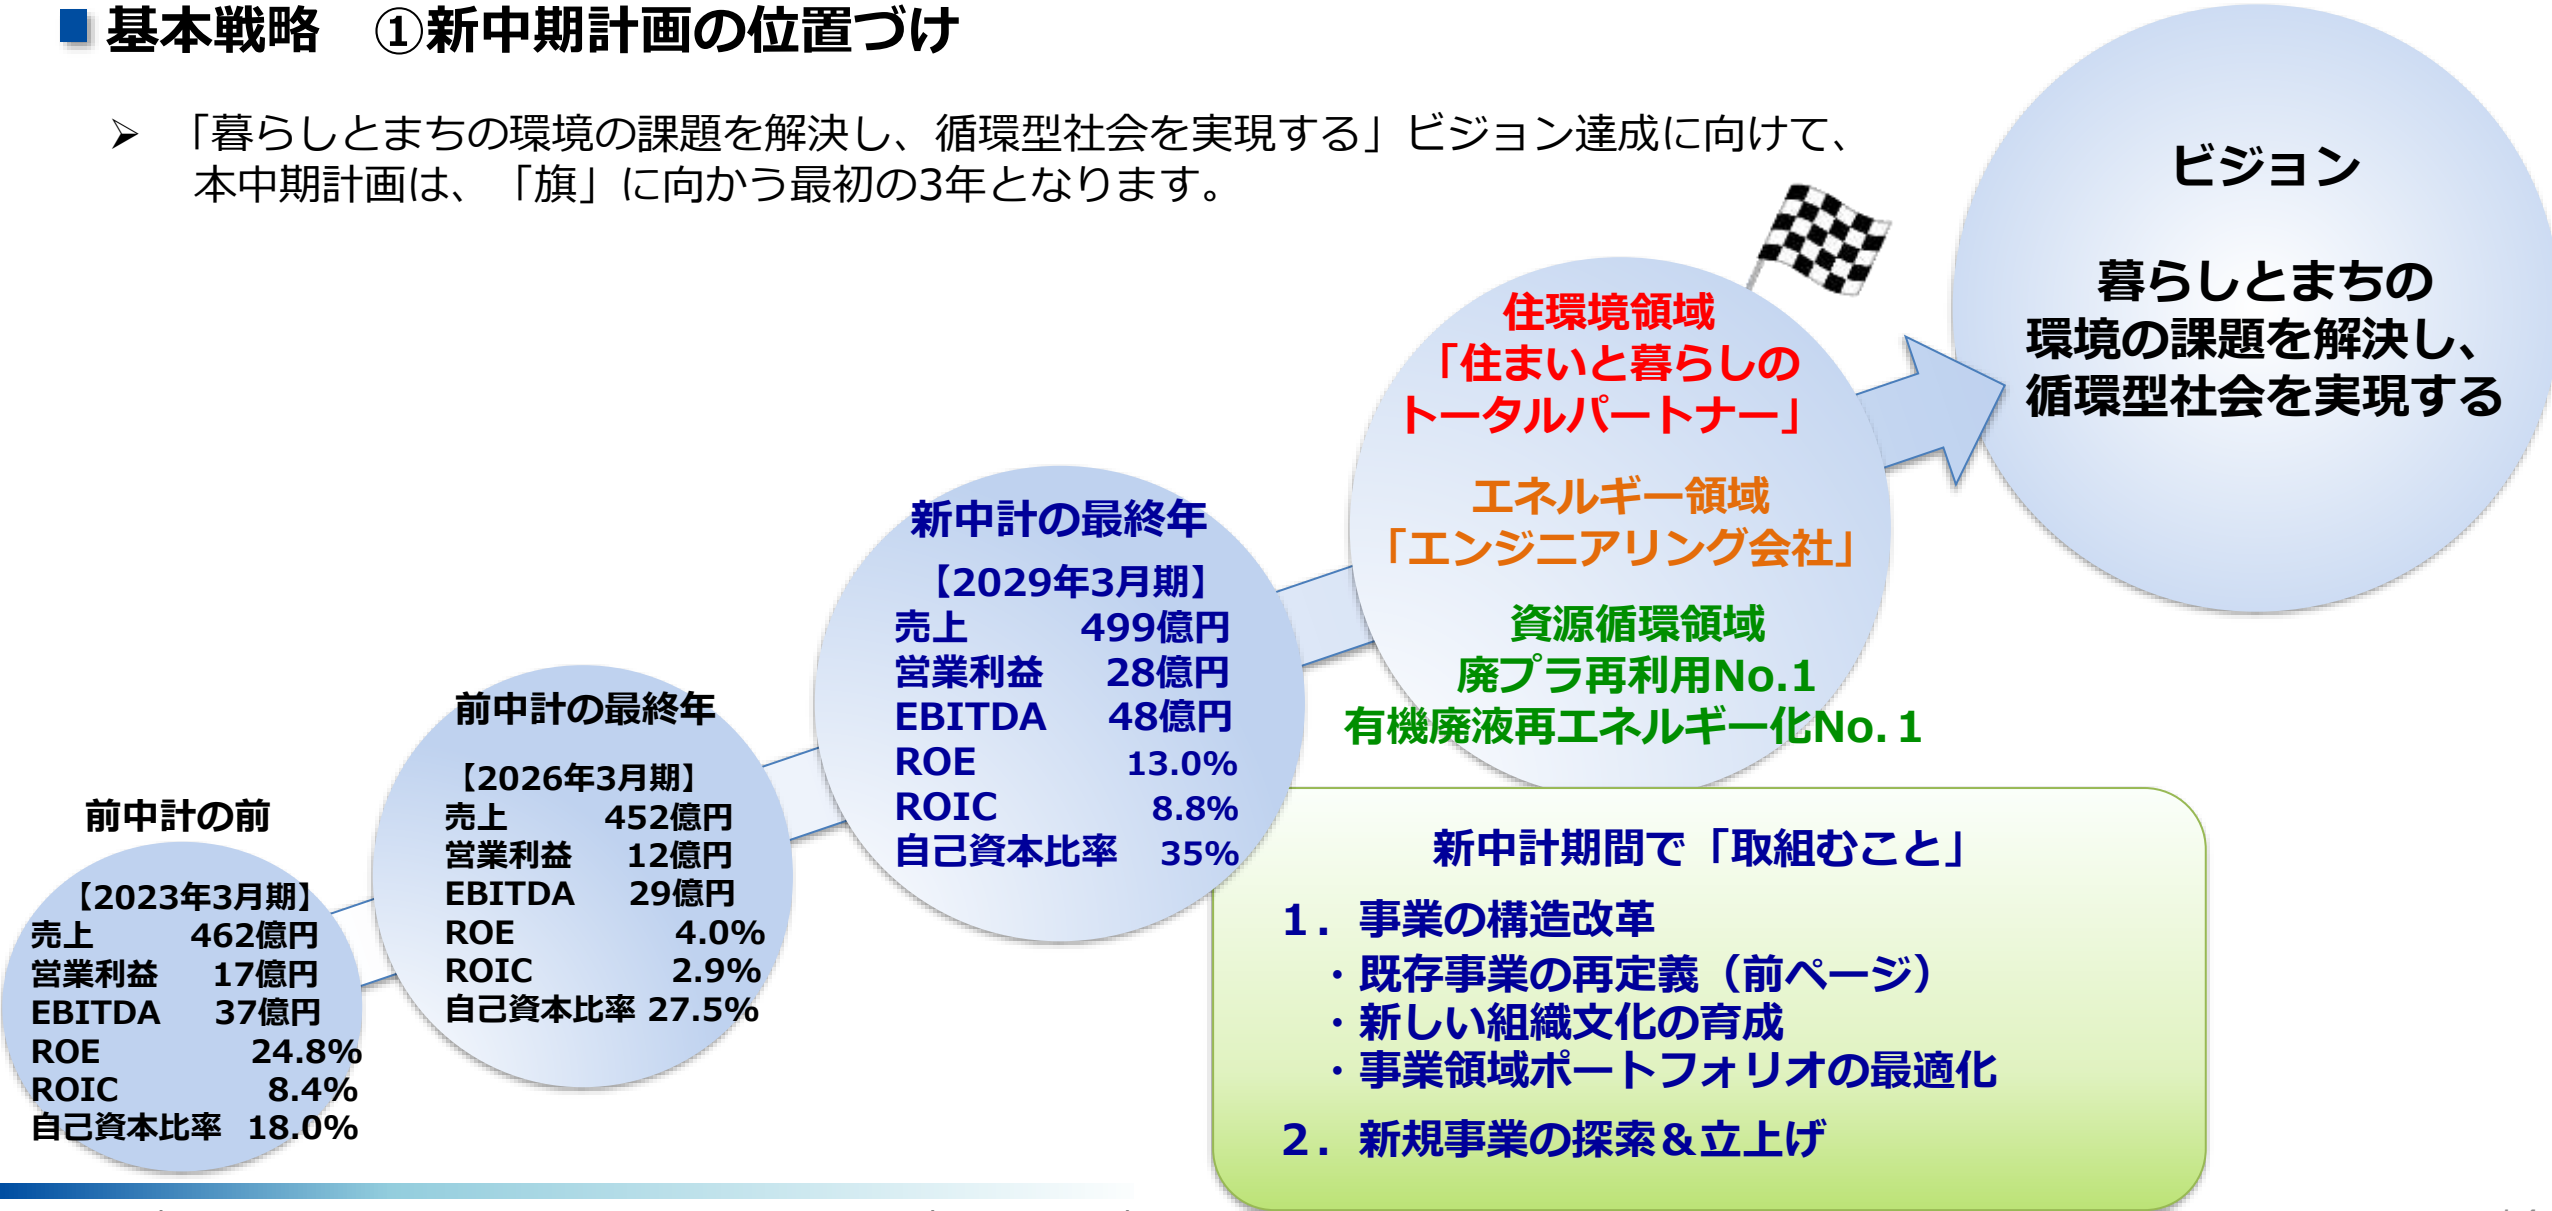 基本戦略　①新中期計画の位置づけ
「暮らしとまちの環境の課題を解決し、循環型社会を実現する」ビジョン達成に向けて、
本中期計画は、「旗」に向かう最初の3年となります。
前中計の前
【2023年3月期】
売上 462億円
営業利益 17億円
EBITDA 37億円
ROE 24.8%
ROIC 8.4%
自己資本比率 18.0%
前中計の最終年
【2026年3月期】
売上 452億円
営業利益 12億円
EBITDA 29億円
ROE 4.0%
ROIC 2.9%
自己資本比率 27.5%
新中計の最終年
【2029年3月期】
売上 499億円
営業利益 28億円
EBITDA 48億円
ROE 13.0%
ROIC 8.8%
自己資本比率 35%
住環境領域
「住まいと暮らしの
トータルパートナー」
エネルギー領域
「エンジニアリング会社」
資源循環領域
廃プラ再利用No.1
有機廃液再エネルギー化No.1
ビジョン
暮らしとまちの
環境の課題を解決し、
循環型社会を実現する
新中計期間で「取組むこと」
1．事業の構造改革
・既存事業の再定義（前ページ）
・新しい組織文化の育成
・事業領域ポートフォリオの最適化
2．新規事業の探索＆立上げ